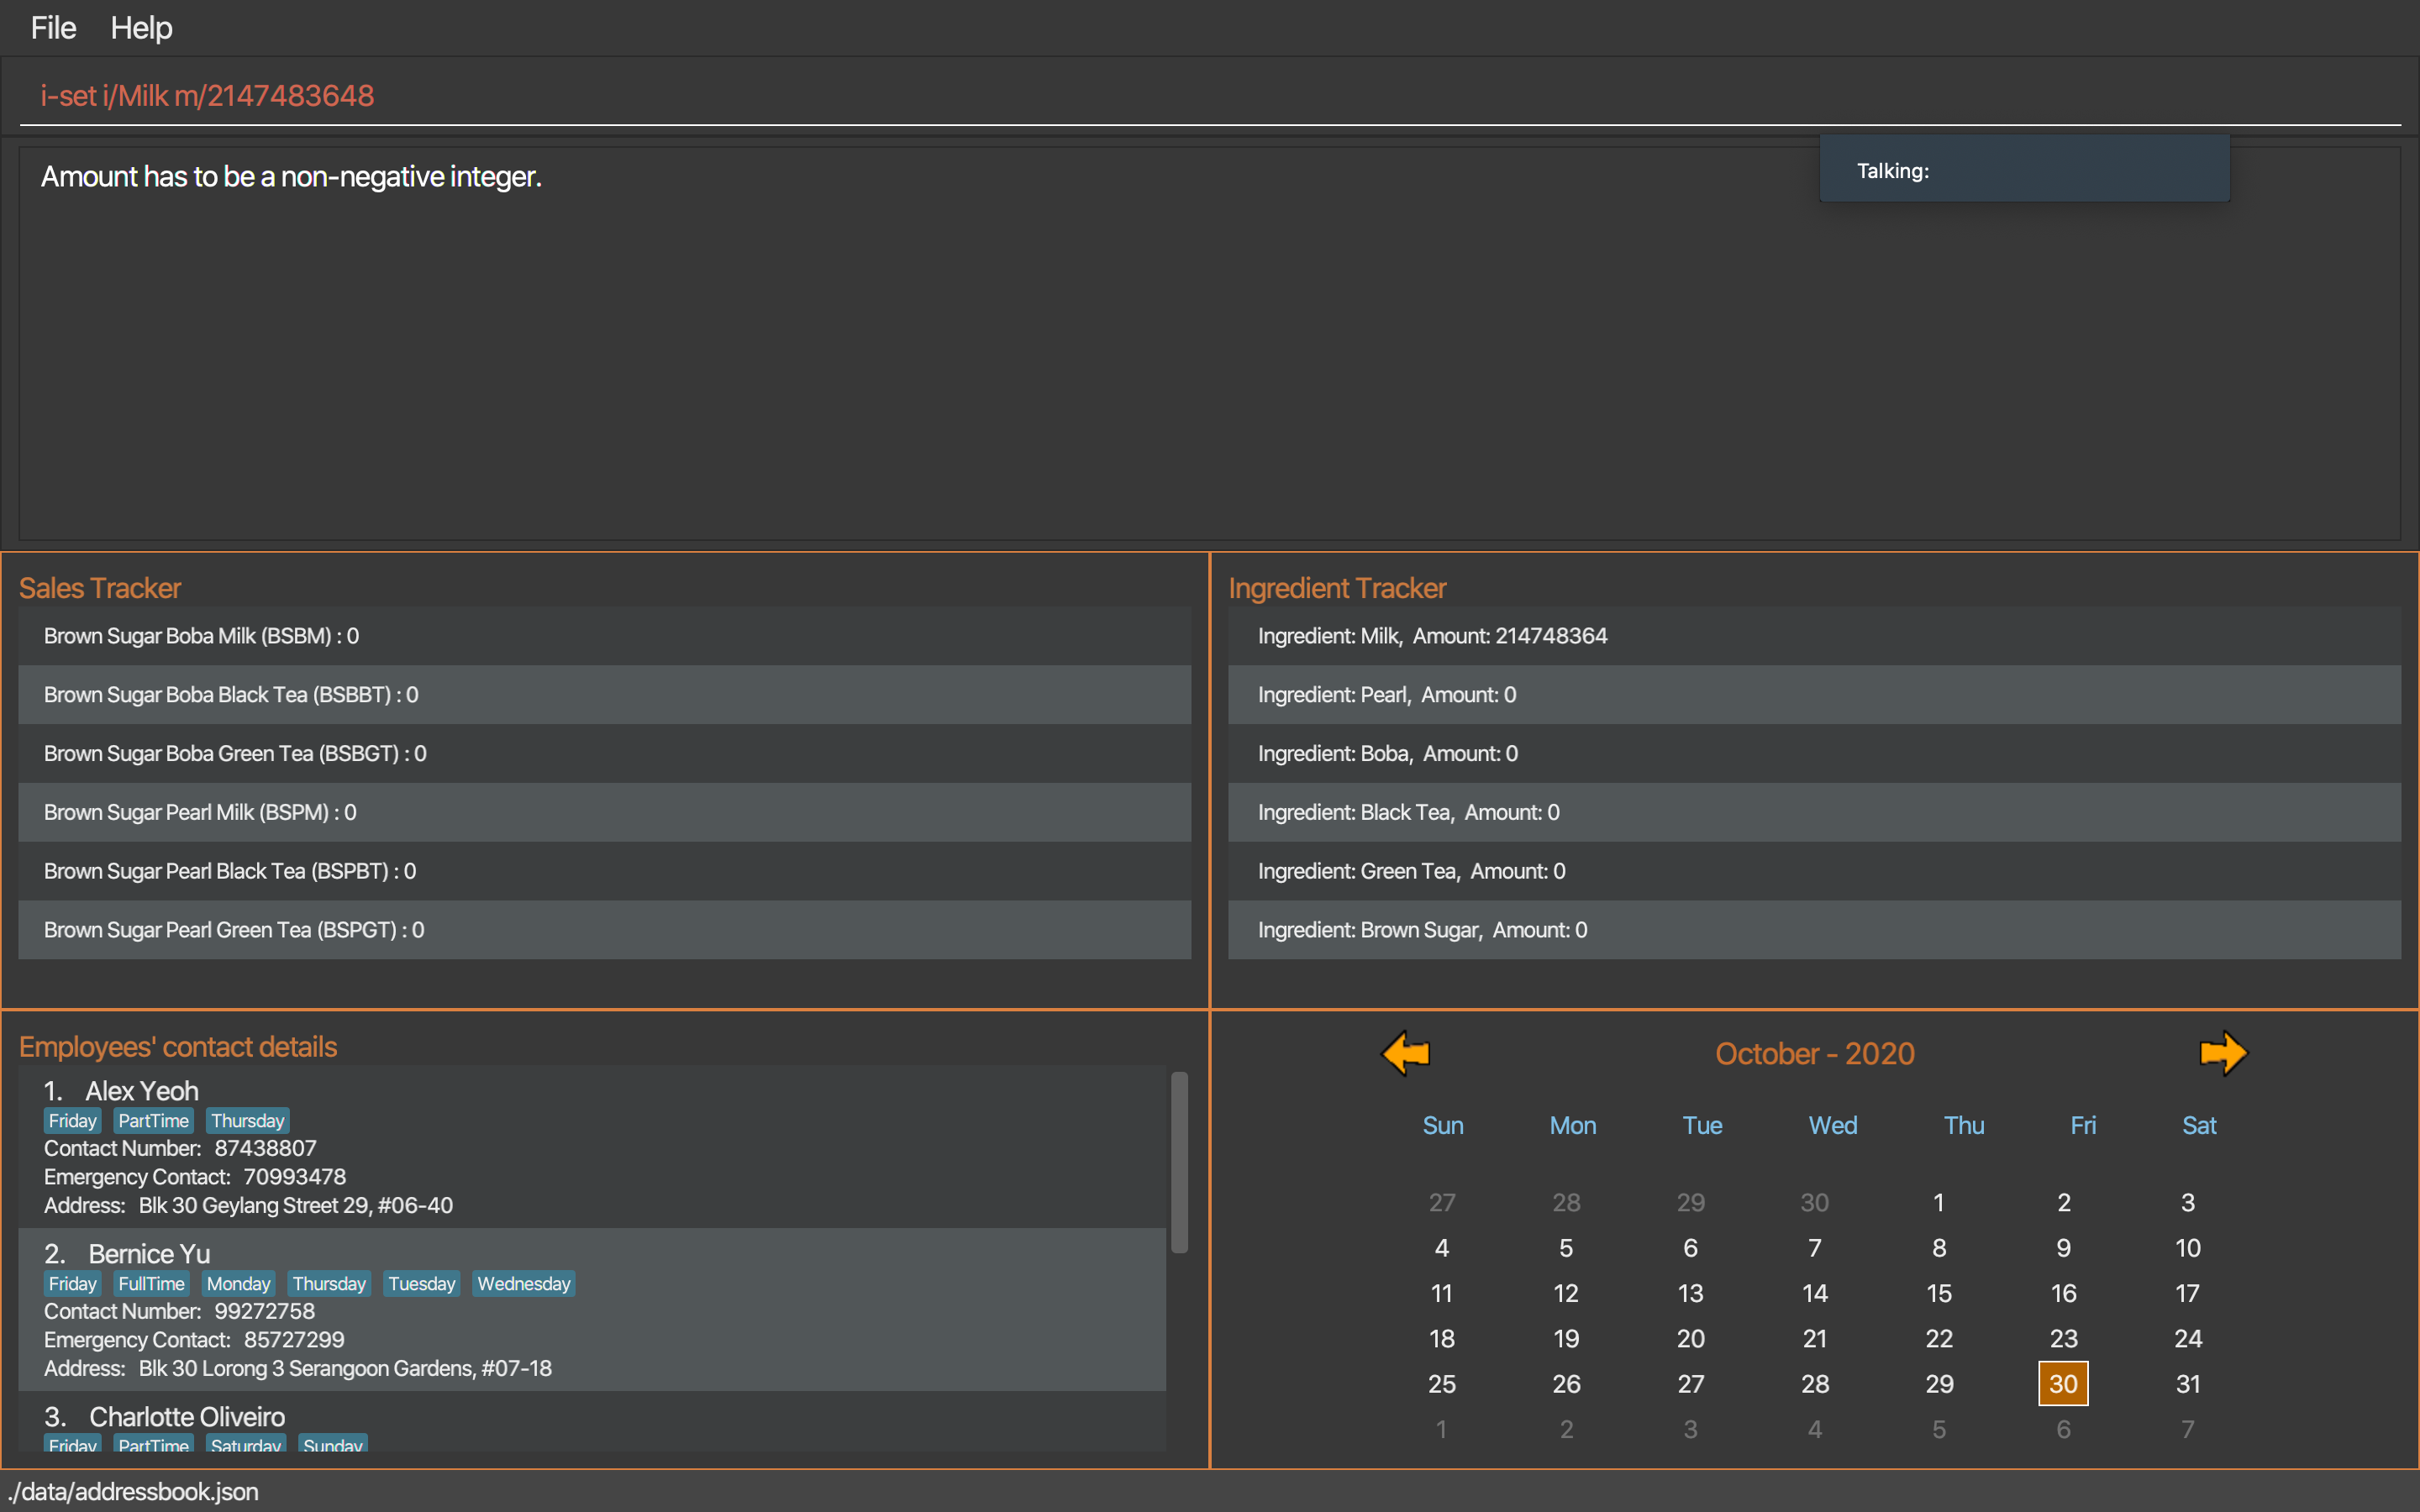 File Help
i-set i/Milk m/2147483648
Amount has to be a non-negative integer.
Talking:
Sales Tracker
Brown Sugar Boba Milk (BSBM) : 0
Brown Sugar Boba Black Tea (BSBBT) : 0
Brown Sugar Boba Green Tea (BSBGT) : 0
Brown Sugar Pearl Milk (BSPM) : 0
Brown Sugar Pearl Black Tea (BSPBT) : 0
Brown Sugar Pearl Green Tea (BSPGT) : 0
Ingredient Tracker
Ingredient: Milk, Amount: 214748364
Ingredient: Pearl, Amount: 0
Ingredient: Boba, Amount: 0
Ingredient: Black Tea, Amount: 0
Ingredient: Green Tea, Amount: 0
Ingredient: Brown Sugar, Amount: 0
Employees' contact details
1. Alex Yeoh
Friday PartTime Thursday
Contact Number: 87438807
Emergency Contact: 70993478
Address: Blk 30 Geylang Street 29, #06-40
2. Bernice Yu
Friday FullTime Monday Thursday Tuesday Wednesday
Contact Number: 99272758
Emergency Contact: 85727299
Address: Blk 30 Lorong 3 Serangoon Gardens, #07-18
3. Charlotte Oliveiro
Friday PartTime Saturday Sunday
October - 2020
Sun Mon Tue Wed Thu Fri Sat
27 28 29 30 1 2 3
4 5 6 7 8 9 10
11 12 13 14 15 16 17
18 19 20 21 22 23 24
25 26 27 28 29 30 31
1 2 3 4 5 6 7
./data/addressbook.json